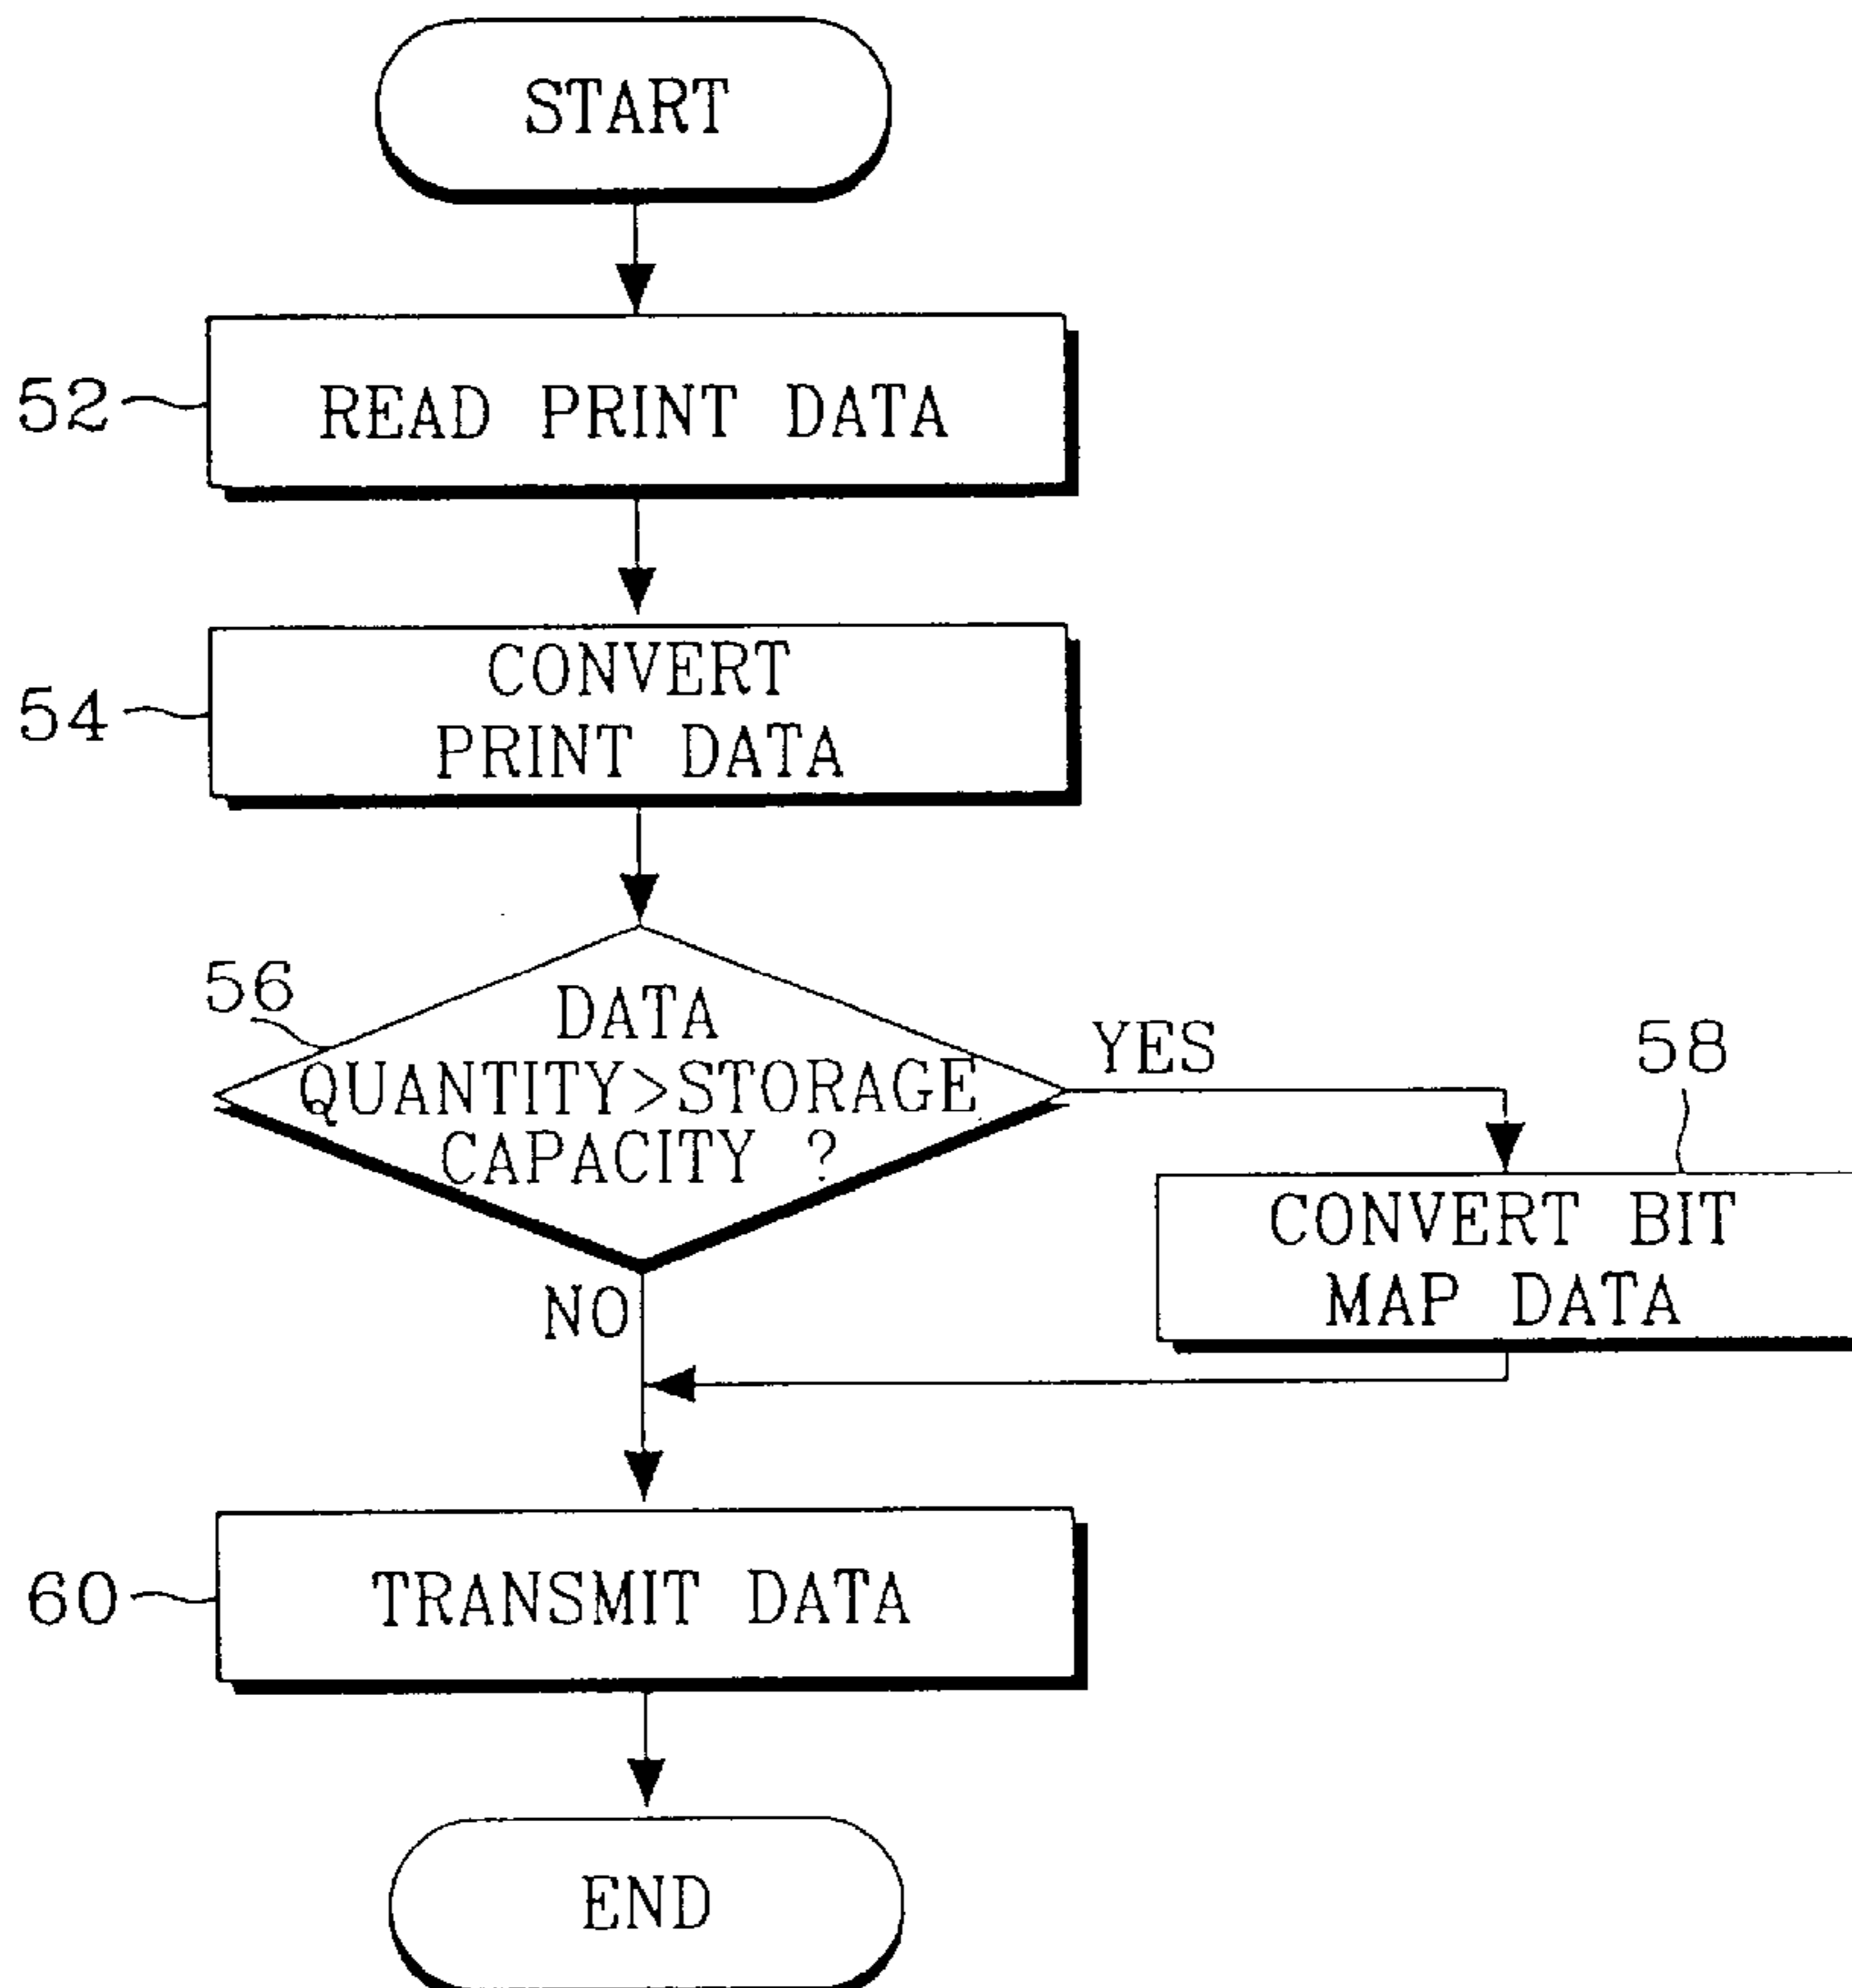 START
52
READ PRINT DATA
54
CONVERT
PRINT DATA
56
DATA
QUANTITY>STORAGE
CAPACITY ?
YES
58
CONVERT BIT
MAP DATA
NO
60
TRANSMIT DATA
END